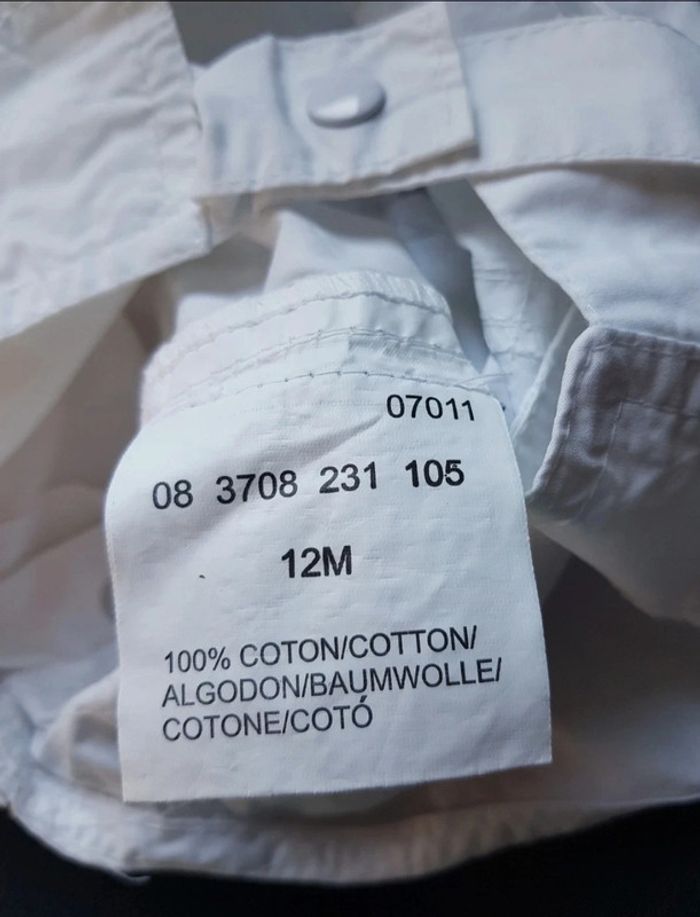 07011
08 3708 231 105
12M
100% COTON/COTTON/
ALGODON/BAUMWOLLE/
COTONE/COTÓ